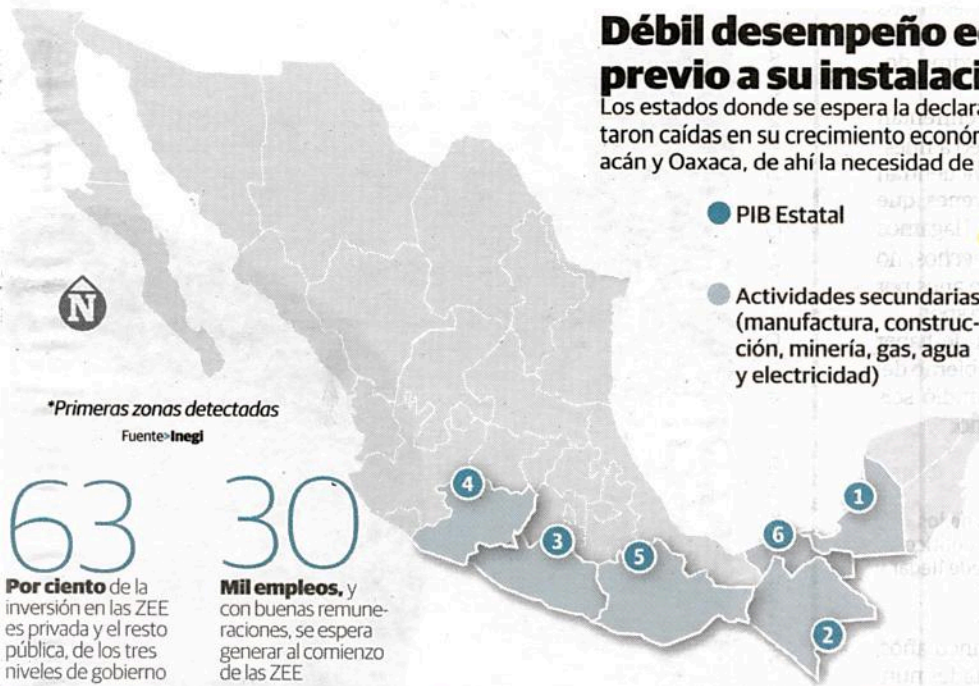 Débil desempeño e
previo a su instalaci
Los estados donde se espera la declara
taron caídas en su crecimiento económ
acán y Oaxaca, de ahí la necesidad de
PIB Estatal
Actividades secundarias
(manufactura, construc-
ción, minería, gas, agua
y electricidad)
N
*Primeras zonas detectadas
Fuente>Inegi
63
Por ciento de la
inversión en las ZEE
es privada y el resto
pública, de los tres
niveles de gobierno
30
Mil empleos, y
con buenas remune-
raciones, se espera
generar al comienzo
de las ZEE
4
3
5
6
1
2